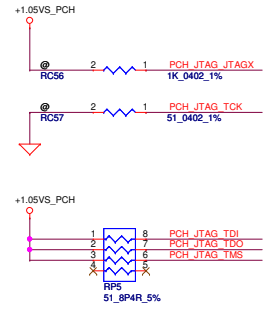 +1.05VS_PCH
@ 2 1 PCH_JTAG_JTAGX
RC56 1K_0402_1%
@ 2 1 PCH_JTAG_TCK
RC57 51_0402_1%
+1.05VS_PCH
1 8 PCH_JTAG_TDI
2 7 PCH_JTAG_TDO
3 6 PCH_JTAG_TMS
4 5
RP5
51_8P4R_5%